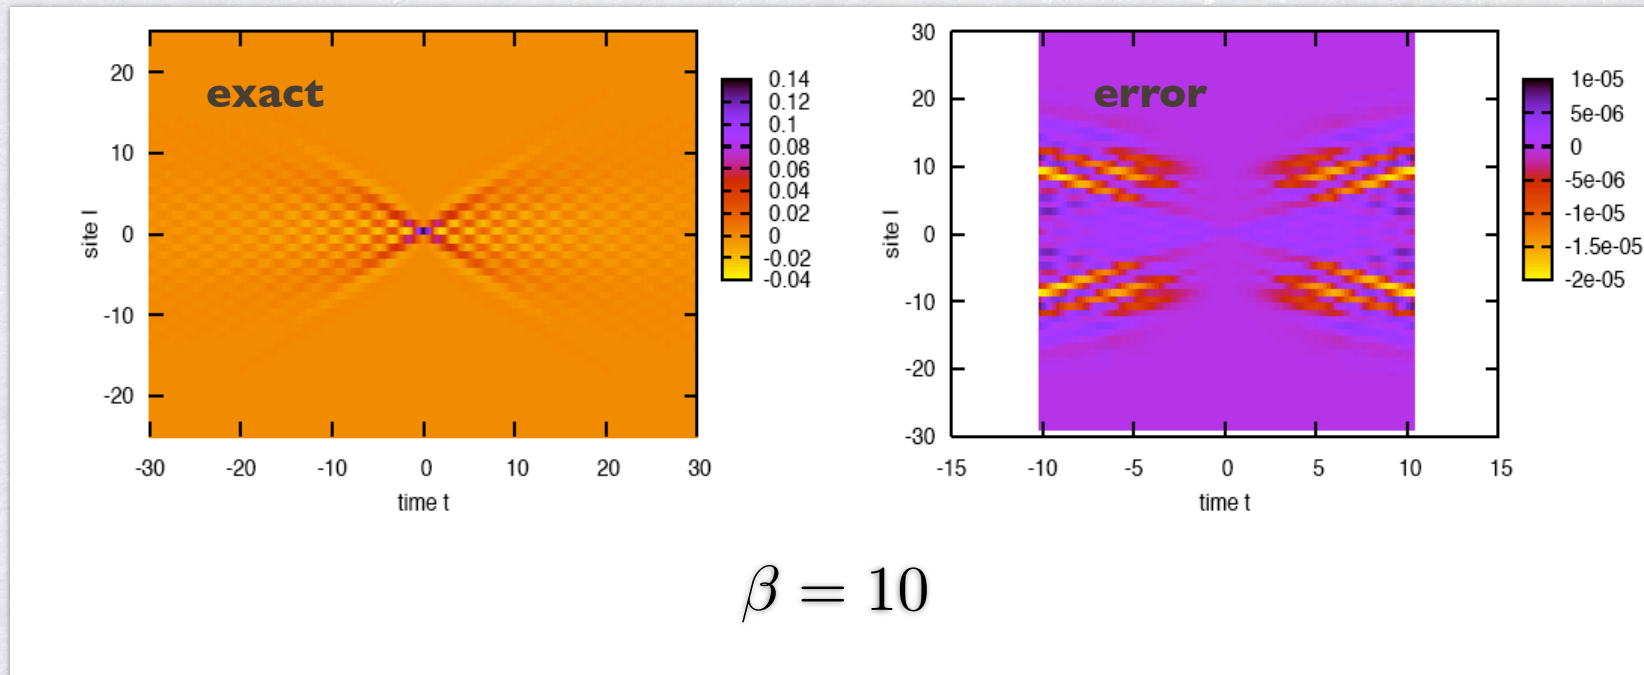 exact
20
10
0
-10
-20
site l
-30 -20 -10 0 10 20 30
time t
0.14
0.12
0.1
0.08
0.06
0.04
0.02
0
-0.02
-0.04
error
30
20
10
0
-10
-20
-30
site l
-15 -10 -5 0 5 10 15
time t
1e-05
5e-06
0
-5e-06
-1e-05
-1.5e-05
-2e-05
β = 10